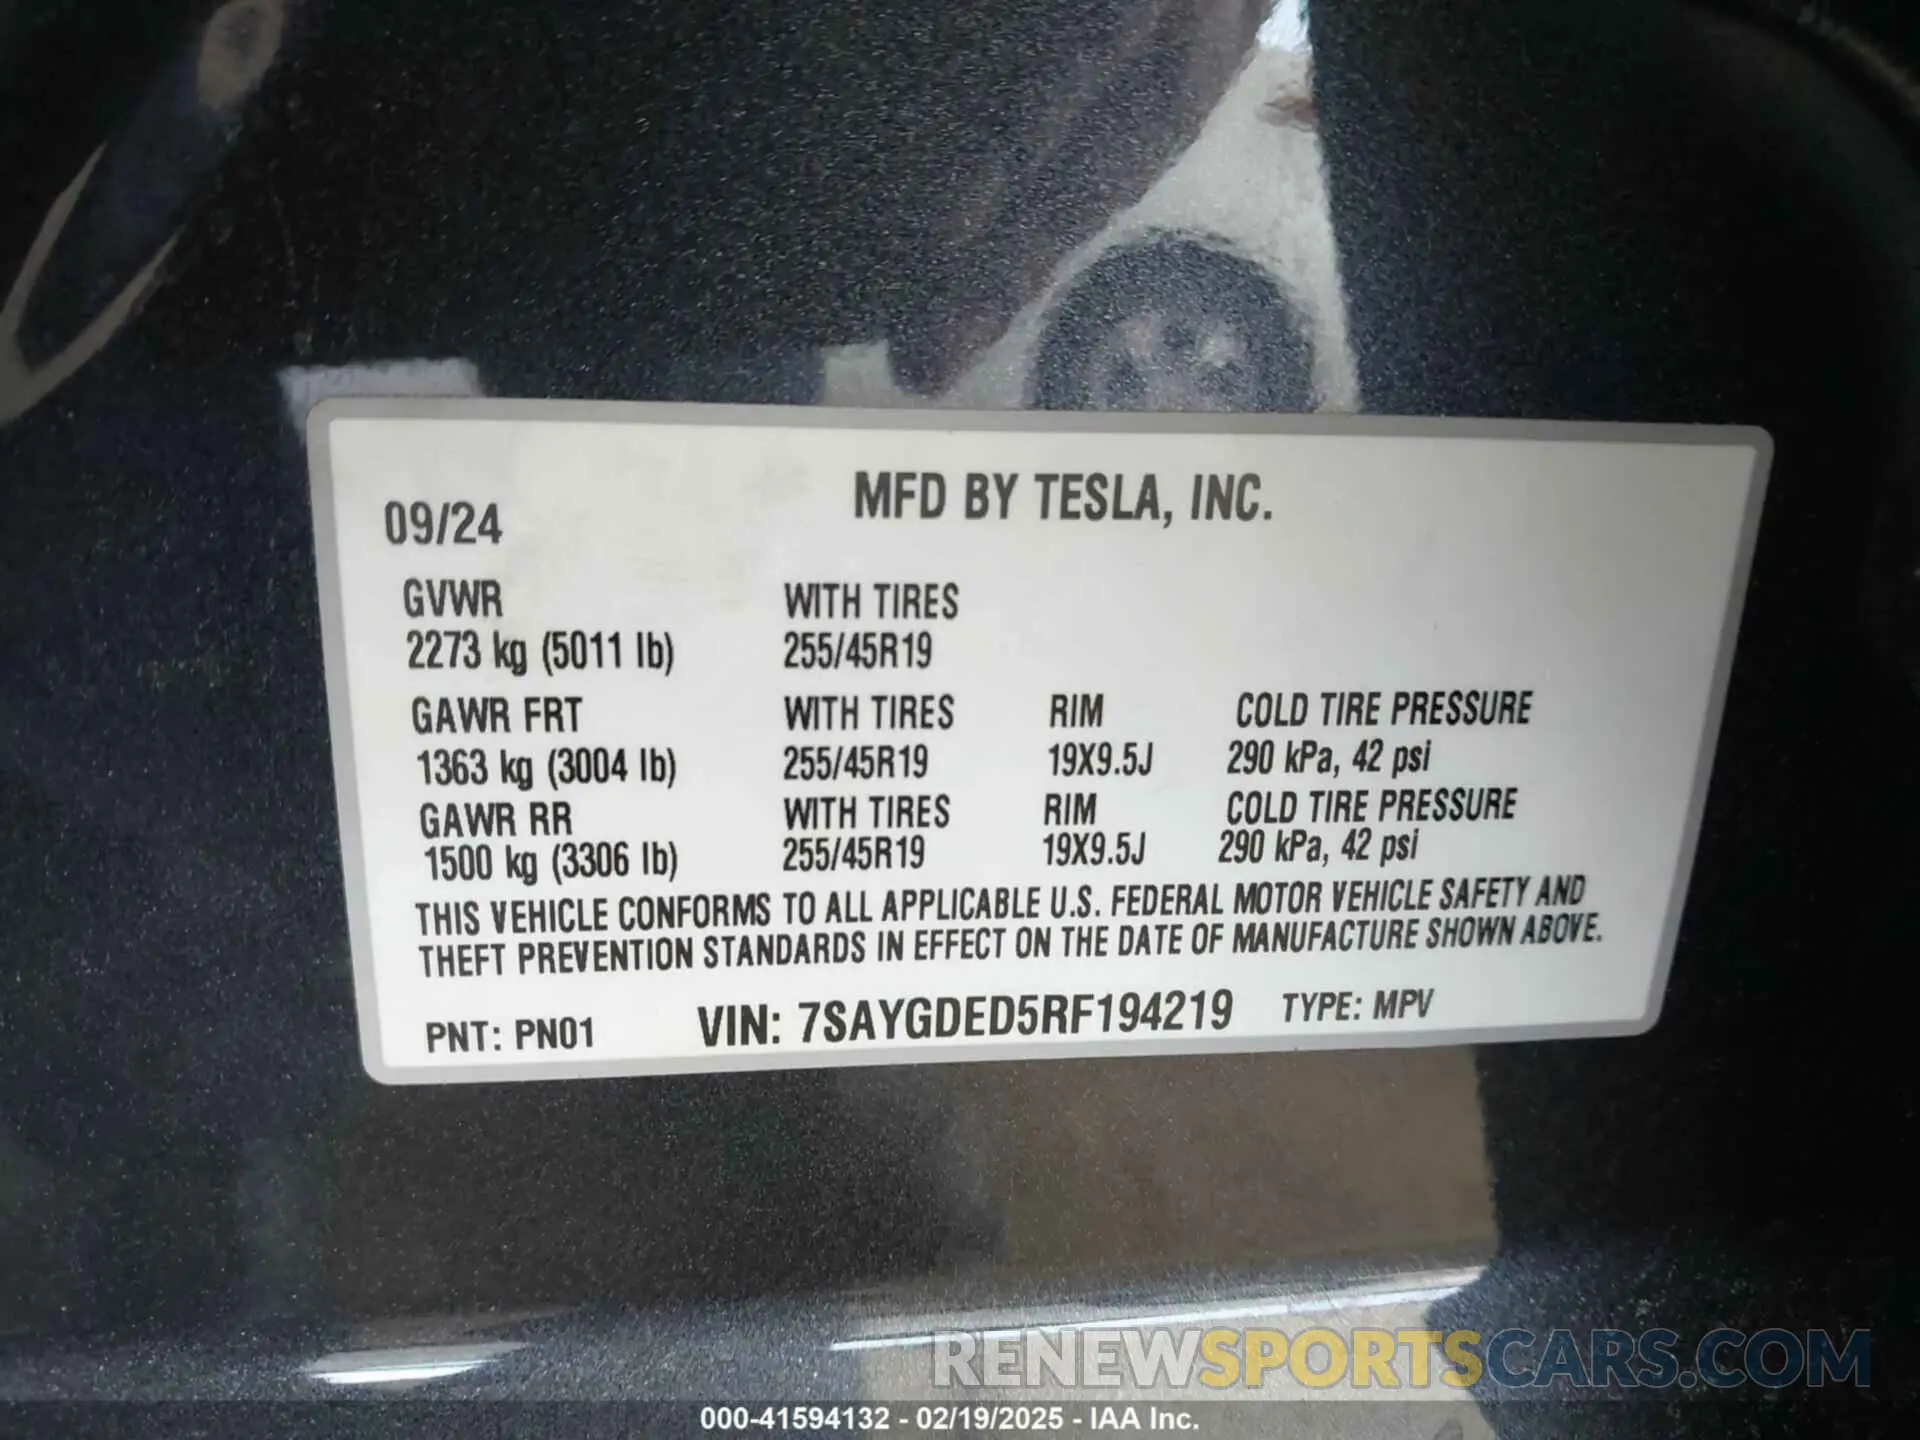 09/24
MFD BY TESLA, INC.
GVWR WITH TIRES
2273 kg (5011 lb) 255/45R19
GAWR FRT WITH TIRES RIM COLD TIRE PRESSURE
1363 kg (3004 lb) 255/45R19 19X9.5J 290 kPa, 42 psi
GAWR RR WITH TIRES RIM COLD TIRE PRESSURE
1500 kg (3306 lb) 255/45R19 19X9.5J 290 kPa, 42 psi
THIS VEHICLE CONFORMS TO ALL APPLICABLE U.S. FEDERAL MOTOR VEHICLE SAFETY AND
THEFT PREVENTION STANDARDS IN EFFECT ON THE DATE OF MANUFACTURE SHOWN ABOVE.
PNT: PN01 VIN: 7SAYGDED5RF194219 TYPE: MPV
RENEWSPORTSCARS.COM
000-41594132 - 02/19/2025 - IAA Inc.